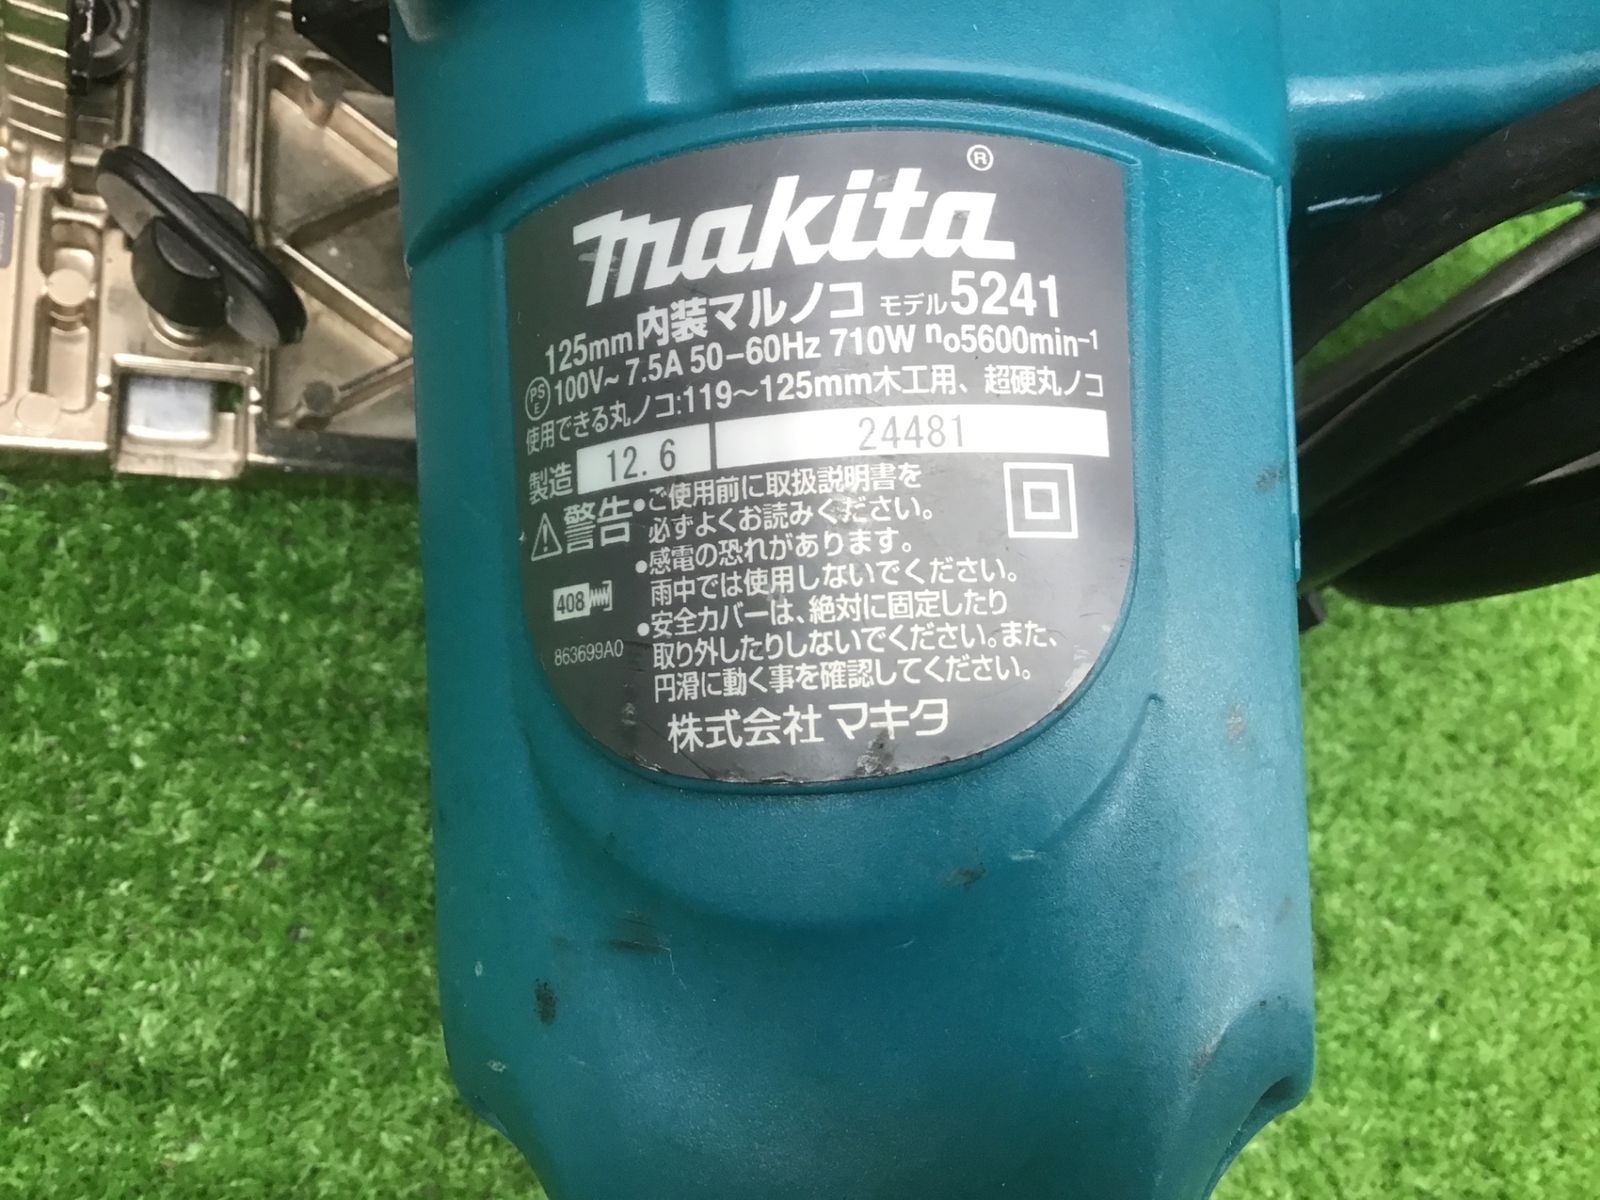 makita®
125mm内装マルノコ モデル5241
PSE 100V~ 7.5A 50-60Hz 710W n₀5600min⁻¹
使用できる丸ノコ:119～125mm木工用、超硬丸ノコ
製造 12.6 24481
⚠警告 •ご使用前に取扱説明書を
必ずよくお読みください。
•感電の恐れがあります。
雨中では使用しないでください。
408
•安全カバーは、絶対に固定したり
863699A0
取り外したりしないでください。また、
円滑に動く事を確認してください。
株式会社マキタ